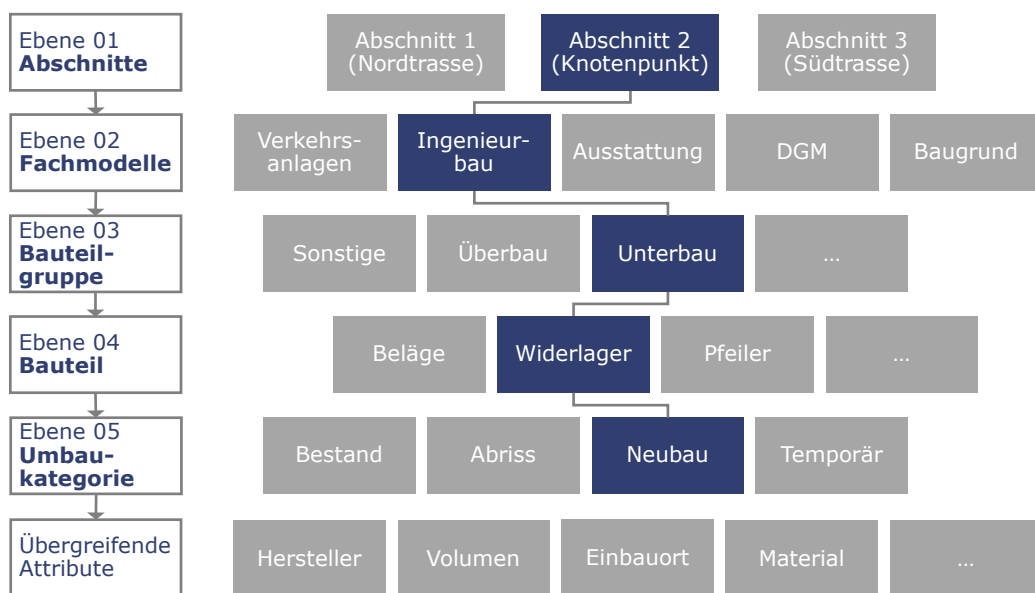 Ebene 01
Abschnitte
Abschnitt 1
(Nordtrasse)
Abschnitt 2
(Knotenpunkt)
Abschnitt 3
(Südtrasse)
Ebene 02
Fachmodelle
Verkehrs-
anlagen
Ingenieur-
bau
Ausstattung
DGM
Baugrund
Ebene 03
Bauteil-
gruppe
Sonstige
Überbau
Unterbau
...
Ebene 04
Bauteil
Beläge
Widerlager
Pfeiler
...
Ebene 05
Umbau-
kategorie
Bestand
Abriss
Neubau
Temporär
Übergreifende
Attribute
Hersteller
Volumen
Einbauort
Material
...